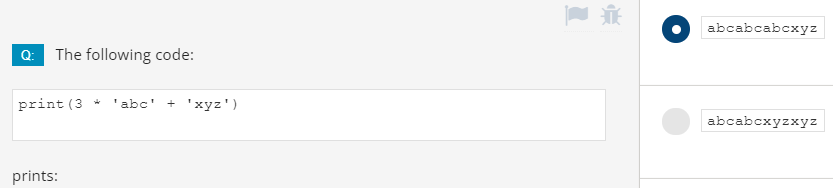 Q: The following code:
print(3 * 'abc' + 'xyz')
prints:
abcabcabcxyz
abcabcxyzxyz